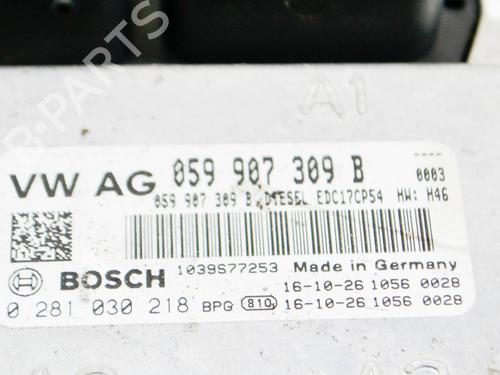 B-PARTS
A1
VW AG 059 907 309 B 0003
059 907 309 B DIESEL EDC17CP54 HW: H46
BOSCH 1039S77253 Made in Germany
16-10-26 1056 0028
0 281 030 218 BPG 810 16-10-26 1056 0028